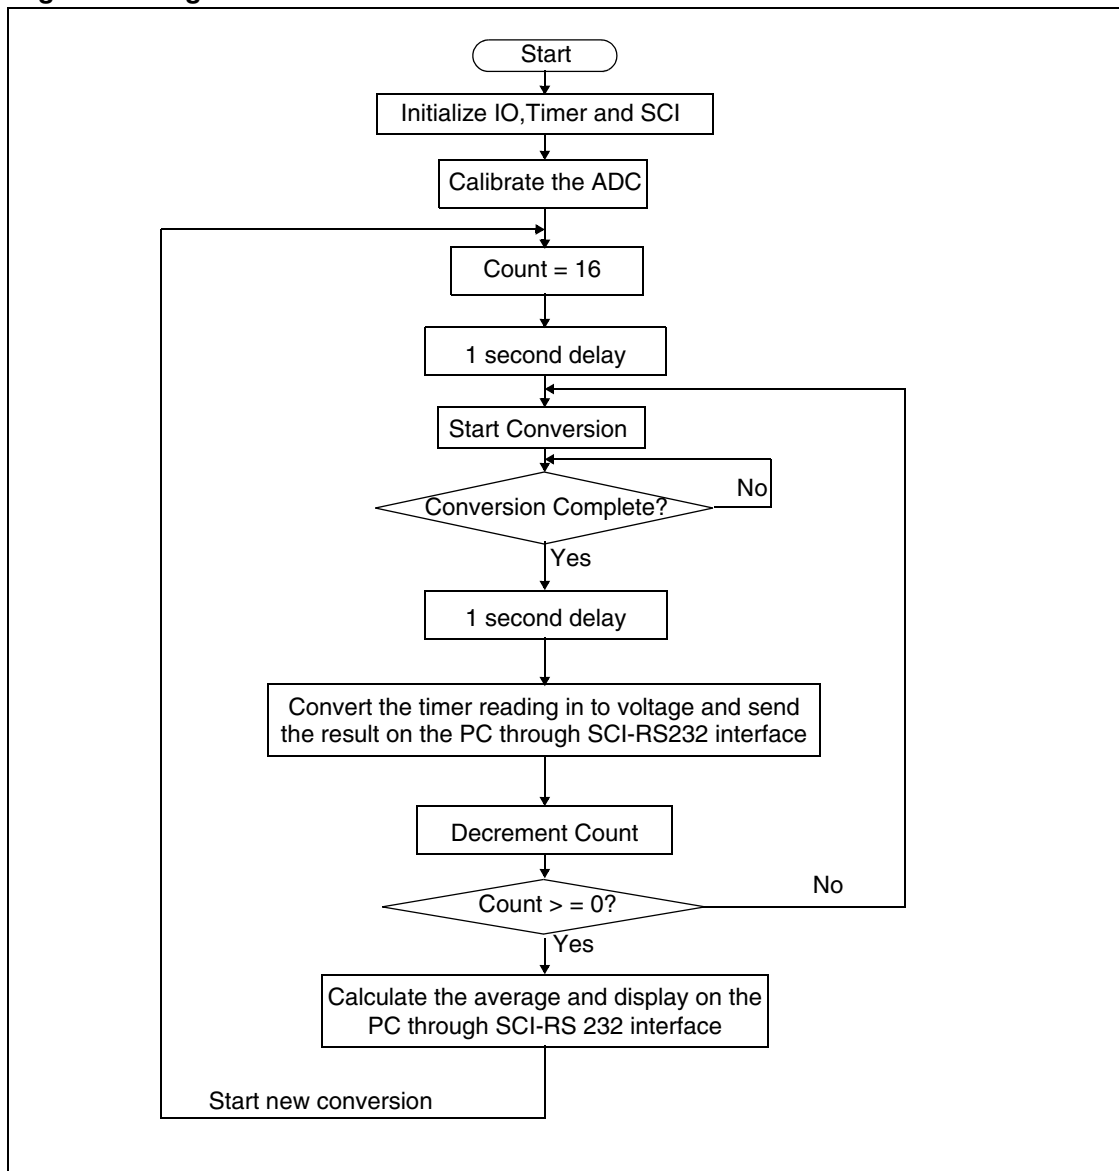 Start
Initialize IO,Timer and SCI
Calibrate the ADC
Count = 16
1 second delay
Start Conversion
No
Conversion Complete?
Yes
1 second delay
Convert the timer reading in to voltage and send
the result on the PC through SCI-RS232 interface
Decrement Count
No
Count > = 0?
Yes
Calculate the average and display on the
PC through SCI-RS 232 interface
Start new conversion